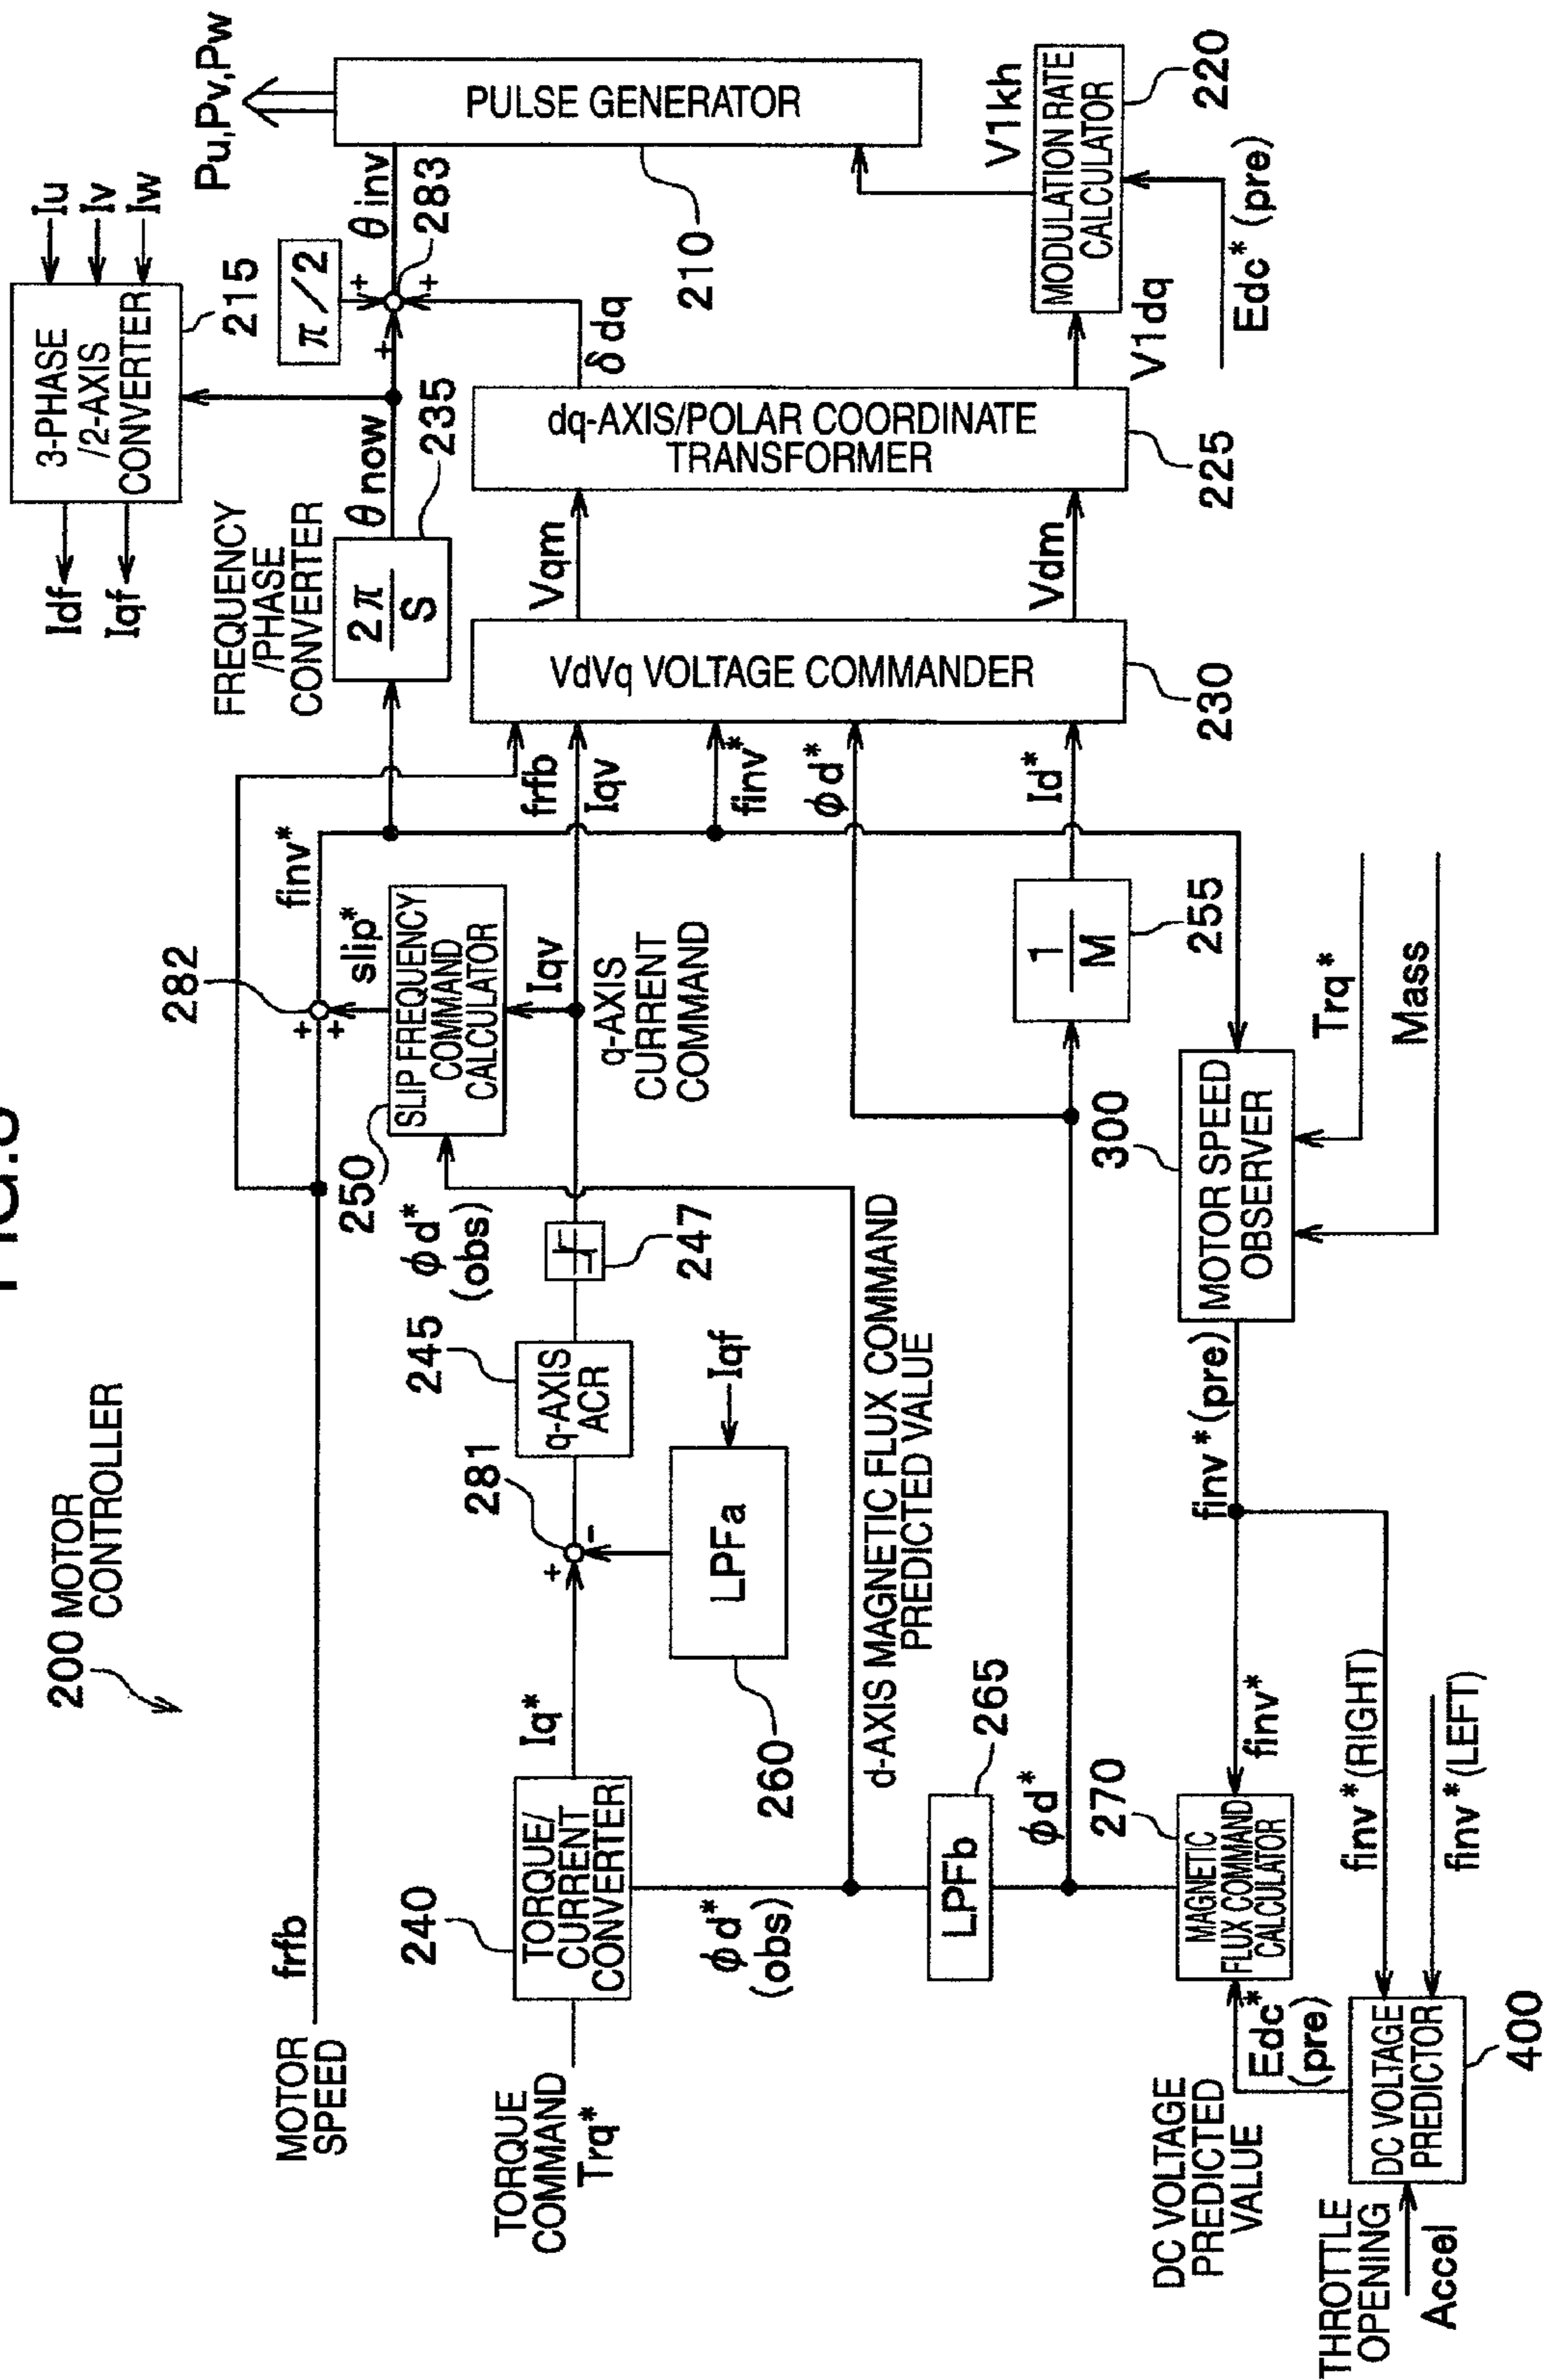 FIG.3
200 MOTOR
CONTROLLER
MOTOR
SPEED
frfb
282
finv*
FREQUENCY
/PHASE
CONVERTER
2π
S
235
θnow
3-PHASE
/2-AXIS
CONVERTER
215
Idf
Iqf
Iu
Iv
Iw
π/2
θinv
283
Pu,Pv,Pw
PULSE GENERATOR
210
TORQUE
COMMAND
Trq*
240
TORQUE/
CURRENT
CONVERTER
Iq*
281
q-AXIS
ACR
245
247
LPFa
260
Iqf
250
SLIP FREQUENCY
COMMAND
CALCULATOR
slip*
φd*
(obs)
Iqv
q-AXIS
CURRENT
COMMAND
frfb
Iqv
finv*
φd*
Id*
VdVq VOLTAGE COMMANDER
230
Vqm
Vdm
dq-AXIS/POLAR COORDINATE
TRANSFORMER
225
δdq
V1dq
MODULATION RATE
CALCULATOR
220
V1kh
Edc* (pre)
φd*
(obs)
d-AXIS MAGNETIC FLUX COMMAND
PREDICTED VALUE
LPFb
265
φd*
1
M
255
270
MAGNETIC
FLUX COMMAND
CALCULATOR
finv*
finv*(pre)
300
MOTOR SPEED
OBSERVER
Trq*
Mass
DC VOLTAGE
PREDICTED
VALUE
Edc*
(pre)
DC VOLTAGE
PREDICTOR
400
finv*(RIGHT)
finv*(LEFT)
THROTTLE
OPENING
Accel